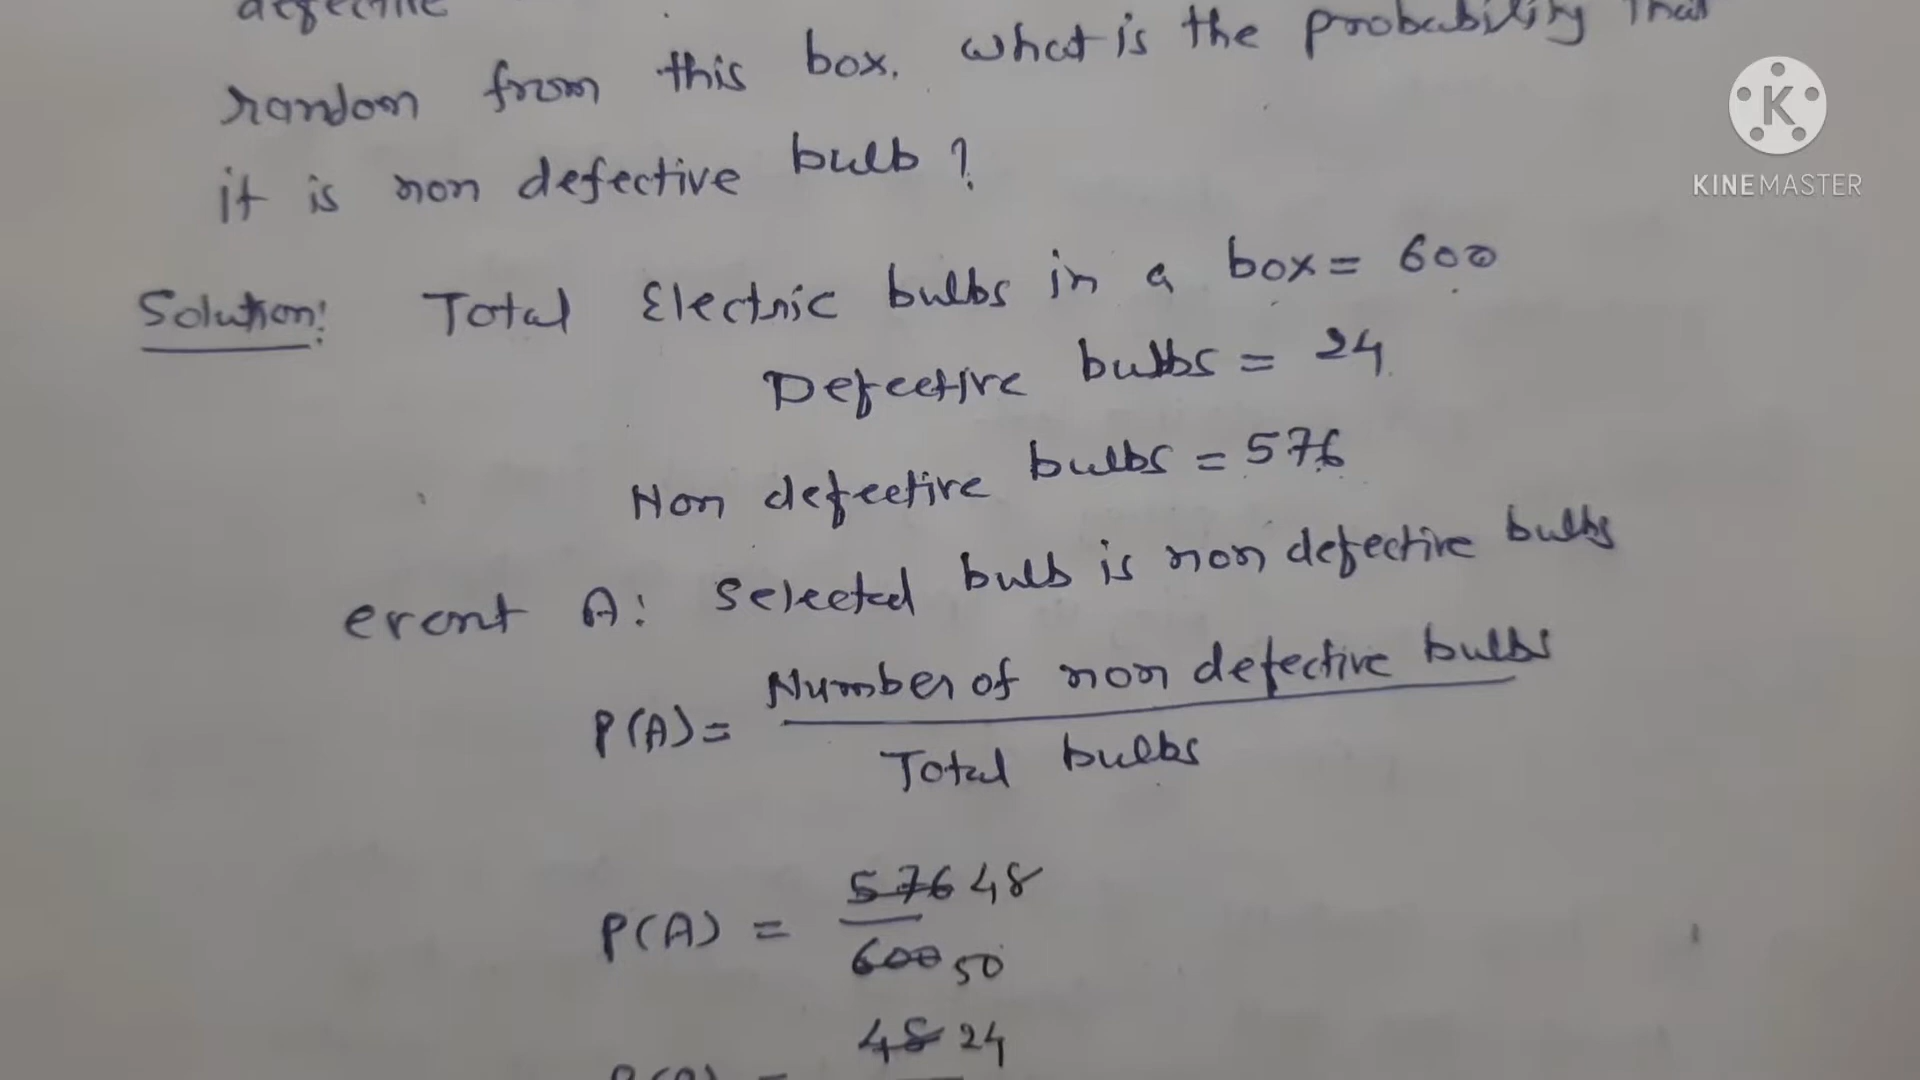 defective
random from this box. what is the probability that
it is non defective bulb ?
Solution: Total Electric bulbs in a box = 600
Defective bulbs = 24
Non defective bulbs = 576
event A: Selected bulb is non defective bulbs
P(A) = Number of non defective bulbs
Total bulbs
P(A) = 576 48
600 50
48 24
P(A) =
K
KINEMASTER